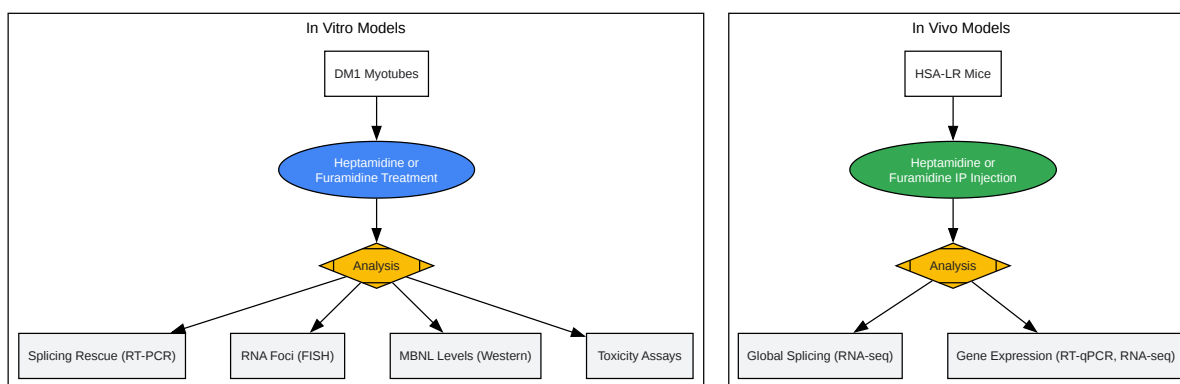 In Vitro Models
DM1 Myotubes
Heptamidine or
Furamidine Treatment
Analysis
Splicing Rescue (RT-PCR)
RNA Foci (FISH)
MBNL Levels (Western)
Toxicity Assays
In Vivo Models
HSA-LR Mice
Heptamidine or
Furamidine IP Injection
Analysis
Global Splicing (RNA-seq)
Gene Expression (RT-qPCR, RNA-seq)